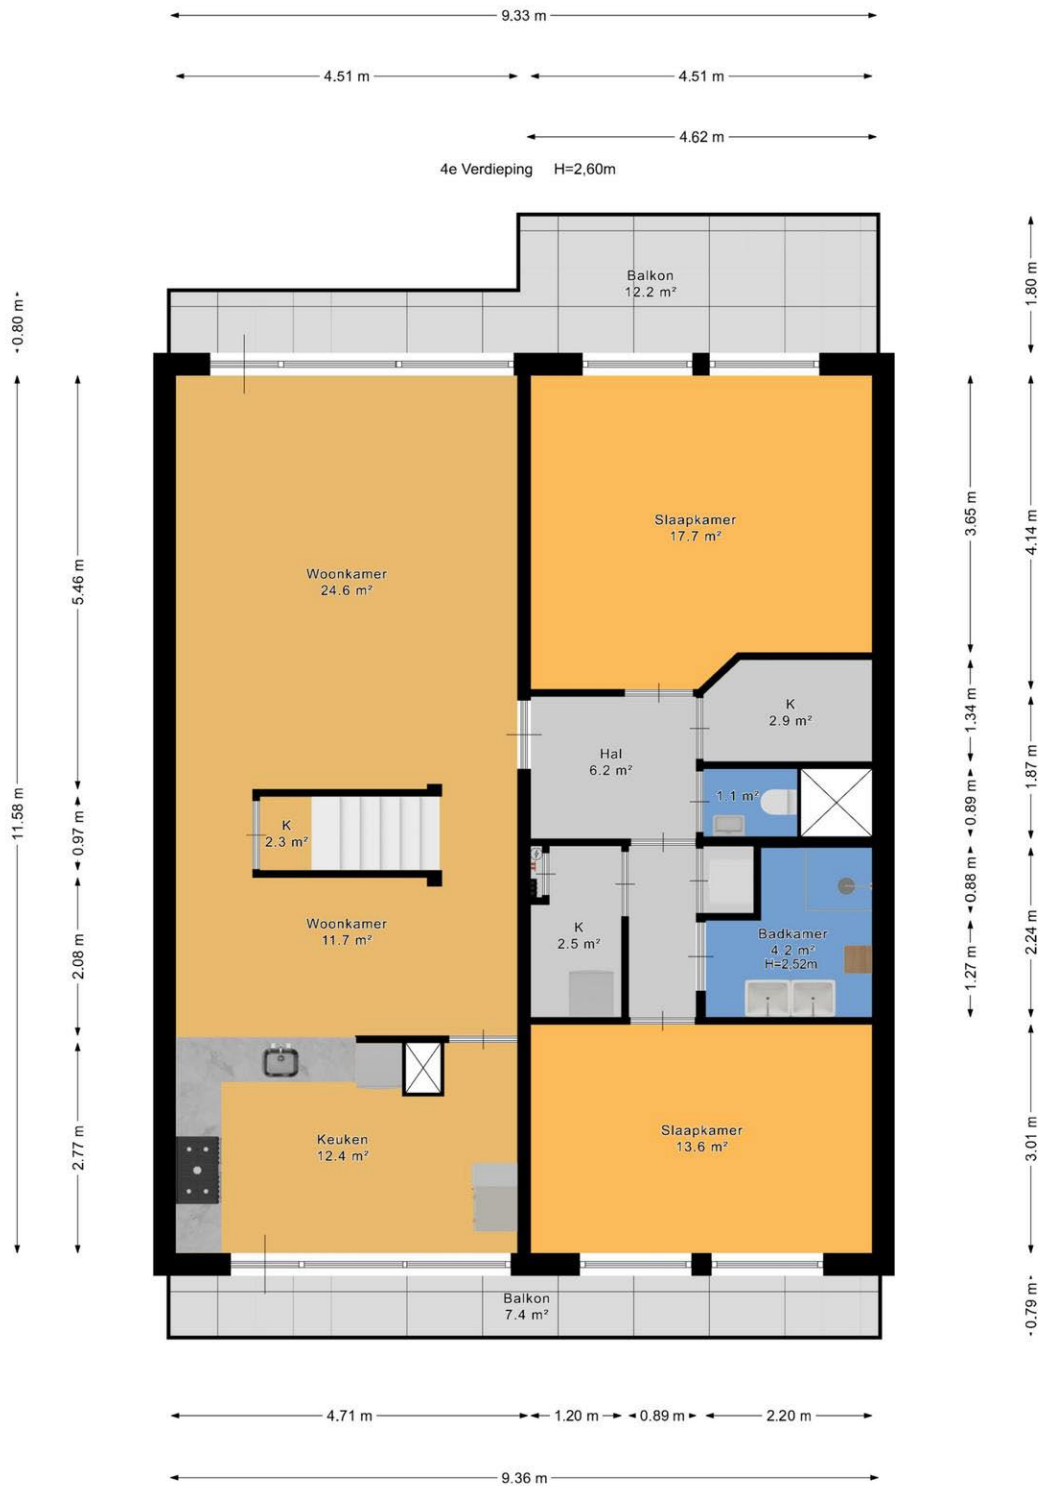 9.33 m
4.51 m
4.51 m
4.62 m
4e Verdieping H=2,60m
Balkon
12.2 m²
1.80 m
0.80 m
Slaapkamer
17.7 m²
3.65 m
4.14 m
Woonkamer
24.6 m²
5.46 m
K
2.9 m²
1.34 m
Hal
6.2 m²
1.87 m
1.1 m²
0.89 m
11.58 m
0.97 m
K
2.3 m²
0.88 m
Woonkamer
11.7 m²
K
2.5 m²
Badkamer
4.2 m²
H=2.52m
2.24 m
2.08 m
1.27 m
Keuken
12.4 m²
Slaapkamer
13.6 m²
2.77 m
3.01 m
Balkon
7.4 m²
0.79 m
4.71 m
1.20 m
0.89 m
2.20 m
9.36 m